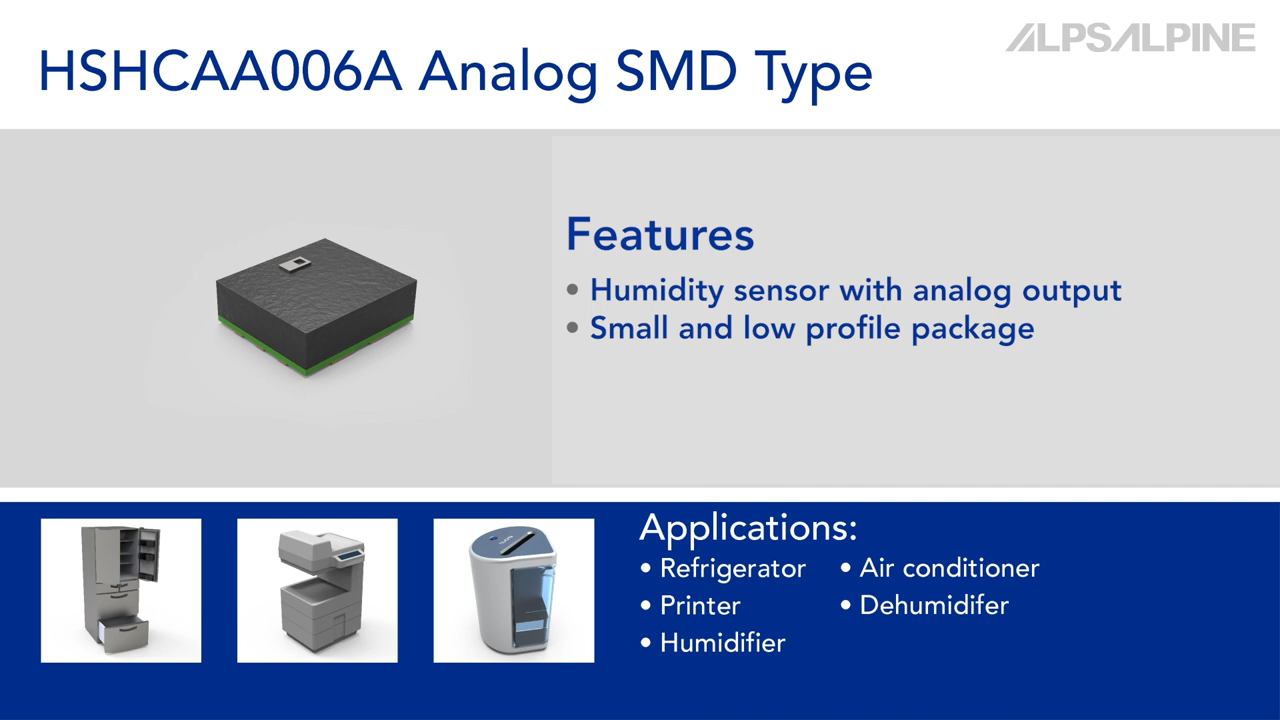 HSHCAA006A Analog SMD Type
ALPSALPINE
Features
• Humidity sensor with analog output
• Small and low profile package
Applications:
• Refrigerator
• Printer
• Humidifier
• Air conditioner
• Dehumidifer